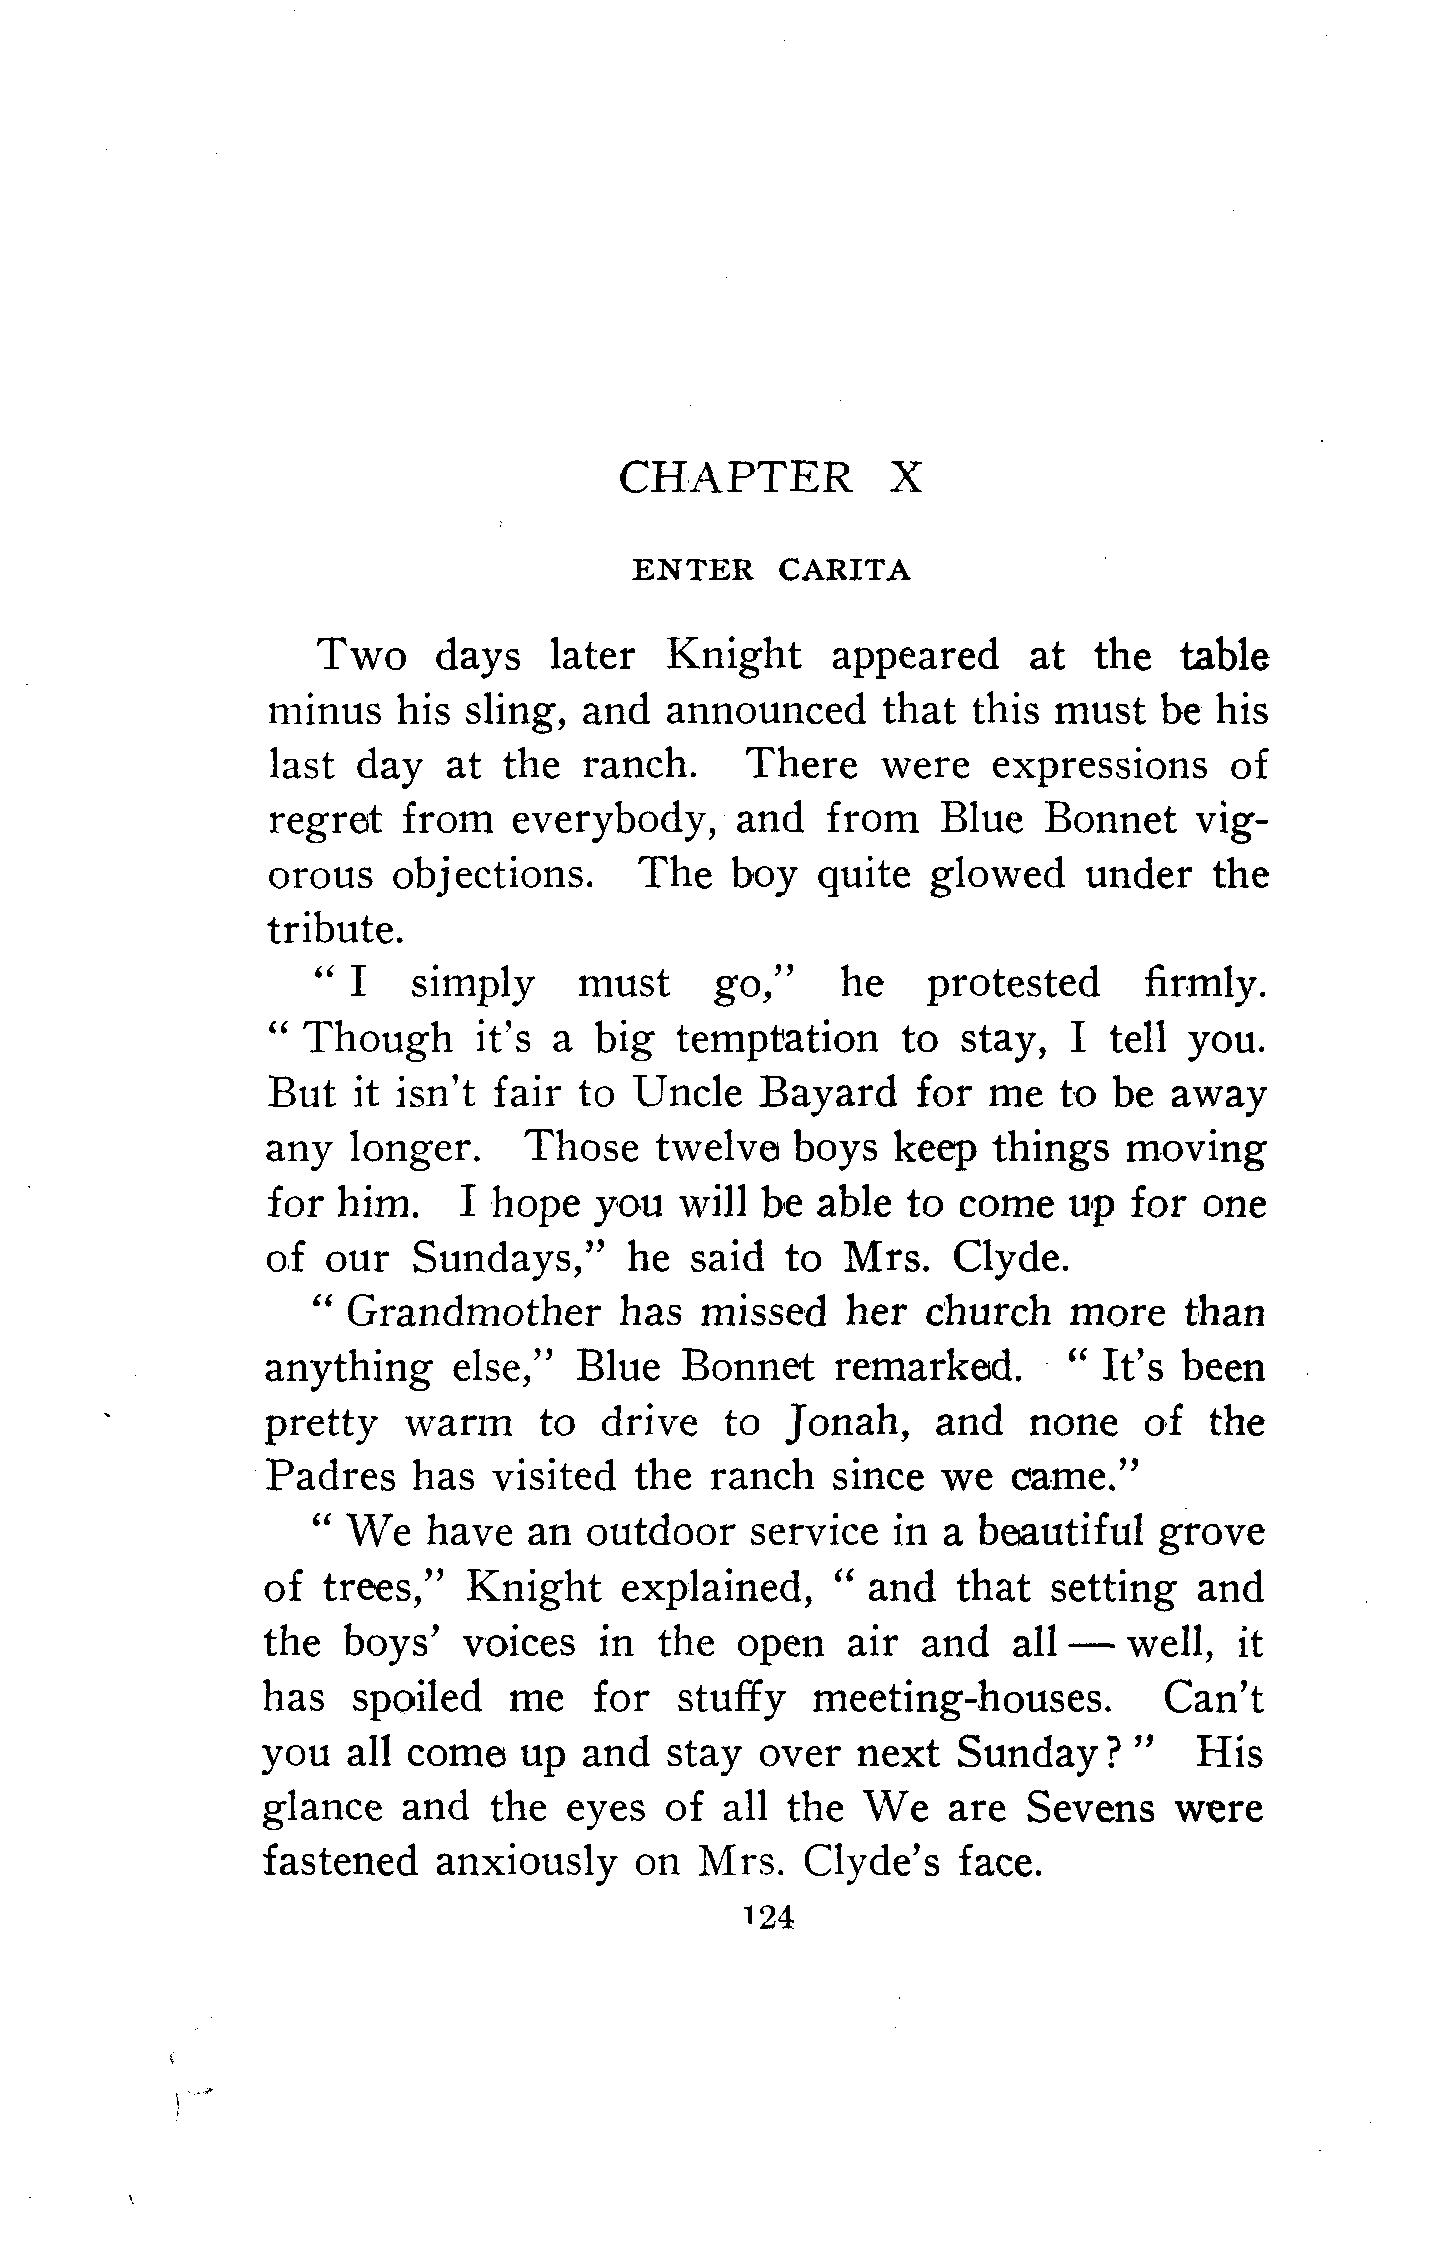 CHAPTER X
ENTER CARITA
Two days later Knight appeared at the table
minus his sling, and announced that this must be his
last day at the ranch. There were expressions of
regret from everybody, and from Blue Bonnet vig-
orous objections. The boy quite glowed under the
tribute.
“ I simply must go,” he protested firmly.
“ Though it’s a big temptation to stay, I tell you.
But it isn’t fair to Uncle Bayard for me to be away
any longer. Those twelve boys keep things moving
for him. I hope you will be able to come up for one
of our Sundays,” he said to Mrs. Clyde.
“ Grandmother has missed her church more than
anything else,” Blue Bonnet remarked. “ It’s been
pretty warm to drive to Jonah, and none of the
Padres has visited the ranch since we came.”
“ We have an outdoor service in a beautiful grove
of trees,” Knight explained, “ and that setting and
the boys’ voices in the open air and all — well, it
has spoiled me for stuffy meeting-houses. Can’t
you all come up and stay over next Sunday? ” His
glance and the eyes of all the We are Sevens were
fastened anxiously on Mrs. Clyde’s face.
124